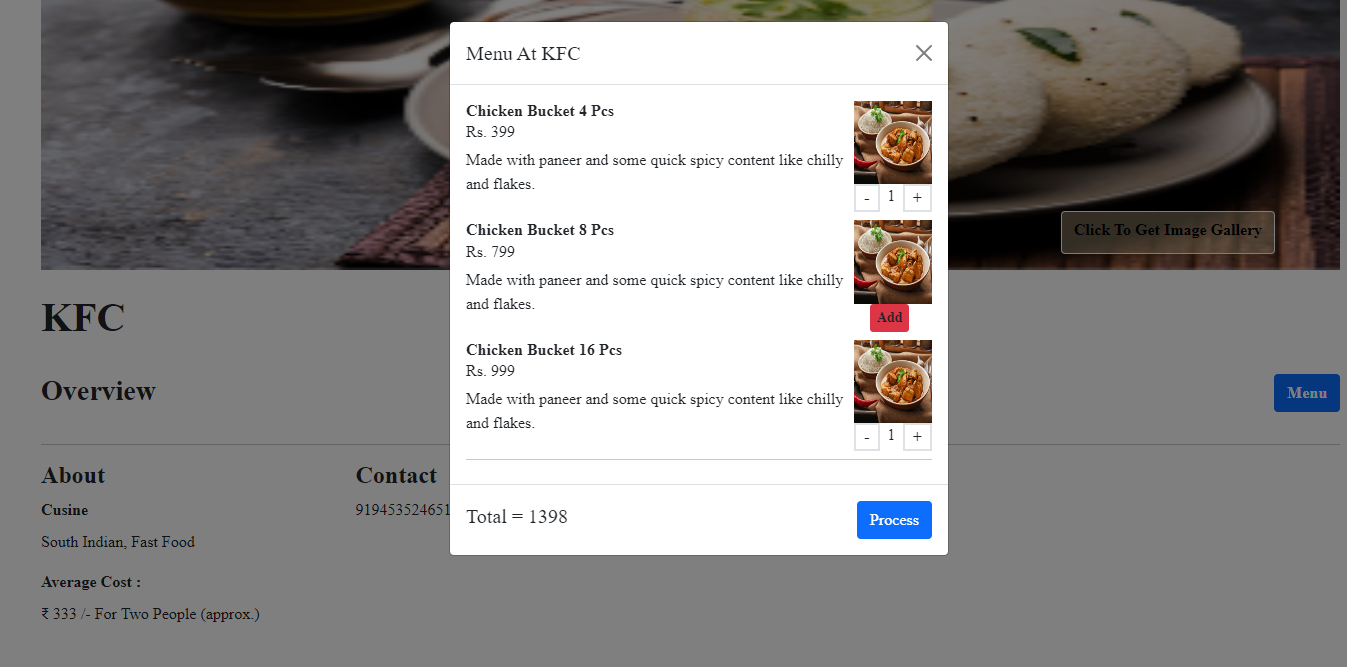 Menu At KFC
Chicken Bucket 4 Pcs
Rs. 399
Made with paneer and some quick spicy content like chilly
and flakes.
- 1 +
Chicken Bucket 8 Pcs
Rs. 799
Made with paneer and some quick spicy content like chilly
and flakes.
Add
Chicken Bucket 16 Pcs
Rs. 999
Made with paneer and some quick spicy content like chilly
and flakes.
- 1 +
Total = 1398
Process
Click To Get Image Gallery
KFC
Overview
Menu
About
Contact
Cusine
919453524651
South Indian, Fast Food
Average Cost :
₹ 333 /- For Two People (approx.)